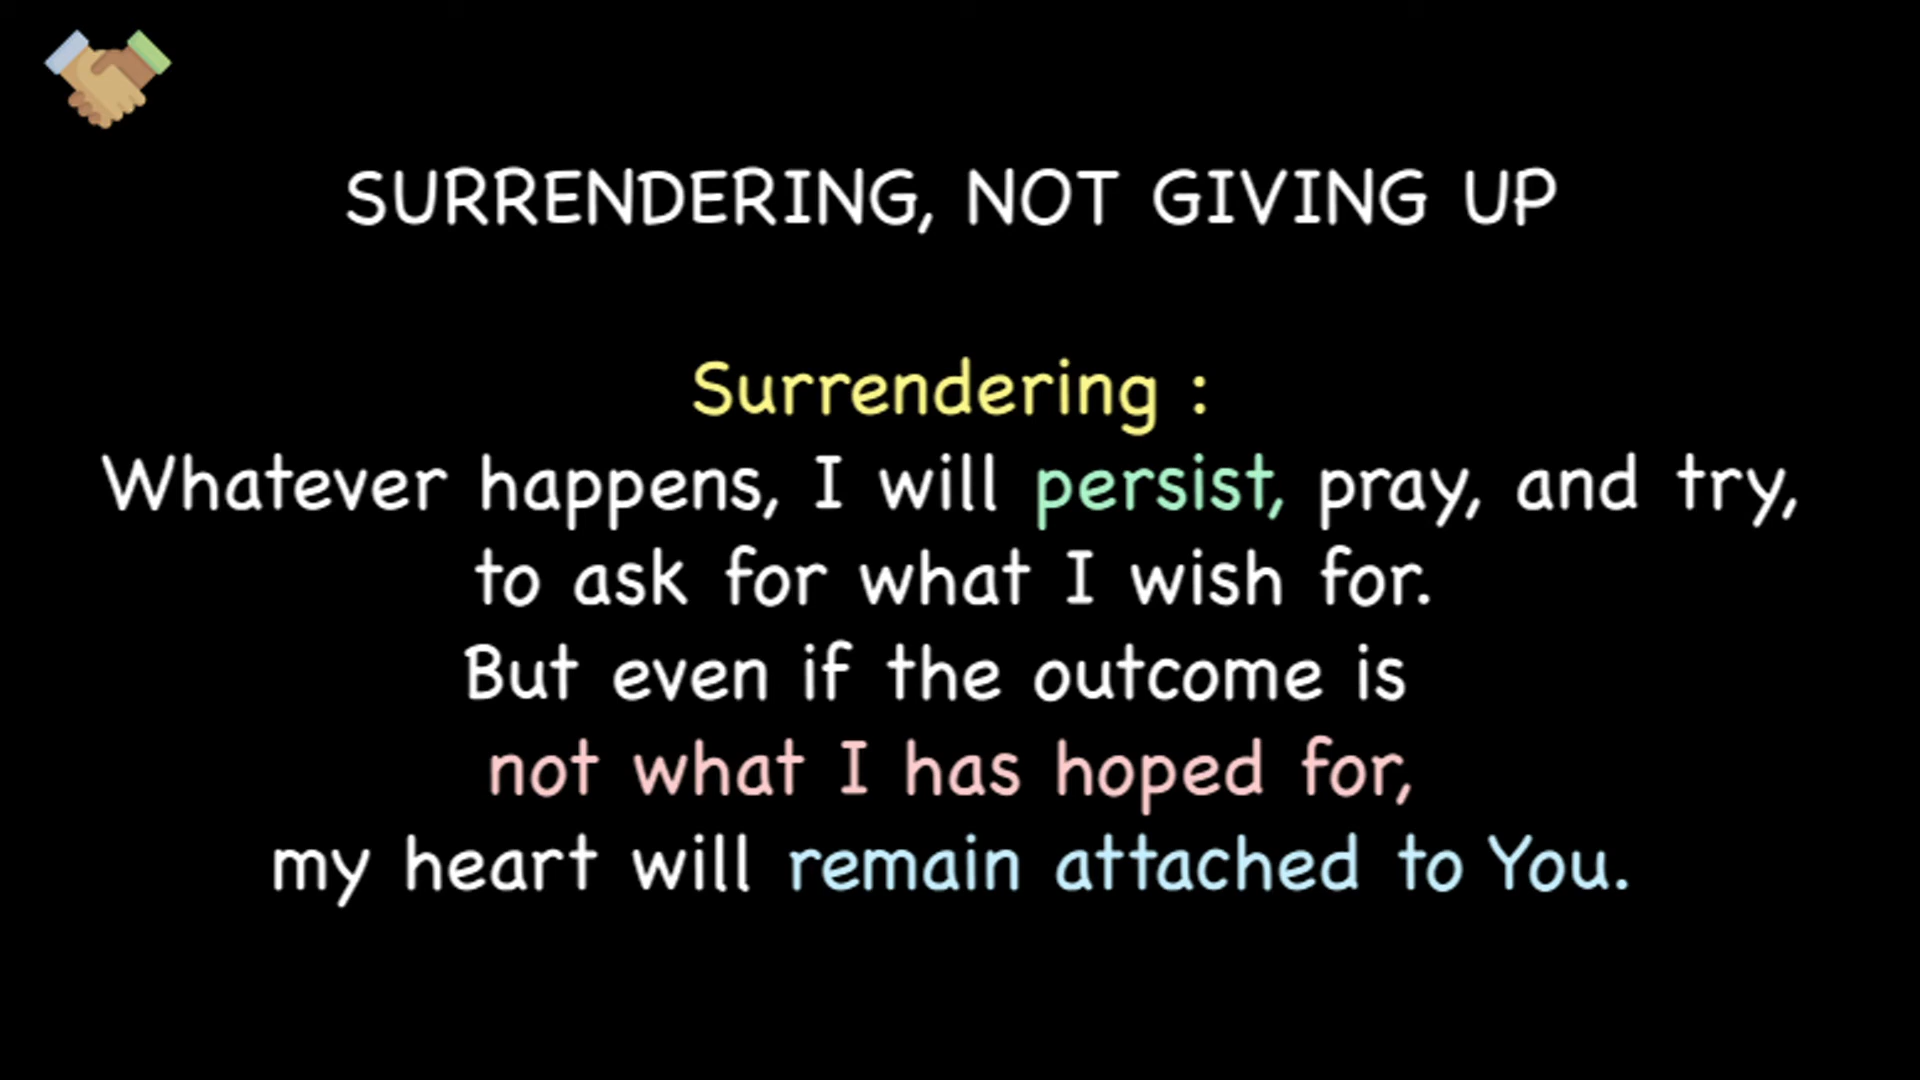 SURRENDERING, NOT GIVING UP
Surrendering :
Whatever happens, I will persist, pray, and try,
to ask for what I wish for.
But even if the outcome is
not what I has hoped for,
my heart will remain attached to You.